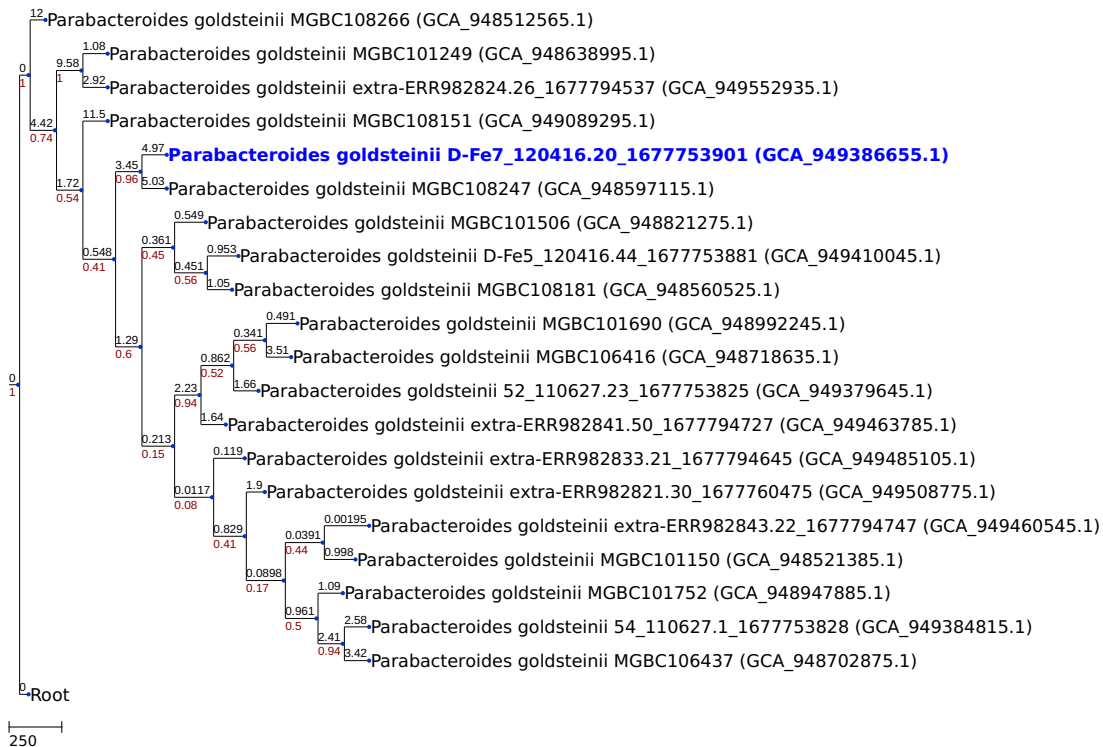 12 Parabacteroides goldsteinii MGBC108266 (GCA_948512565.1)
1.08 Parabacteroides goldsteinii MGBC101249 (GCA_948638995.1)
0 9.58
1 1
2.92 Parabacteroides goldsteinii extra-ERR982824.26_1677794537 (GCA_949552935.1)
11.5 Parabacteroides goldsteinii MGBC108151 (GCA_949089295.1)
4.42
0.74
4.97 Parabacteroides goldsteinii D-Fe7_120416.20_1677753901 (GCA_949386655.1)
3.45
0.96
1.72 5.03 Parabacteroides goldsteinii MGBC108247 (GCA_948597115.1)
0.54
0.549 Parabacteroides goldsteinii MGBC101506 (GCA_948821275.1)
0.361
0.45
0.548 0.953 Parabacteroides goldsteinii D-Fe5_120416.44_1677753881 (GCA_949410045.1)
0.41
0.451
0.56
1.05 Parabacteroides goldsteinii MGBC108181 (GCA_948560525.1)
0.491 Parabacteroides goldsteinii MGBC101690 (GCA_948992245.1)
1.29 0.341
0.6 0.56
3.51 Parabacteroides goldsteinii MGBC106416 (GCA_948718635.1)
0.862
0.52
0 1.66 Parabacteroides goldsteinii 52_110627.23_1677753825 (GCA_949379645.1)
1
2.23
0.94
1.64 Parabacteroides goldsteinii extra-ERR982841.50_1677794727 (GCA_949463785.1)
0.213
0.15
0.119 Parabacteroides goldsteinii extra-ERR982833.21_1677794645 (GCA_949485105.1)
0.0117 1.9 Parabacteroides goldsteinii extra-ERR982821.30_1677760475 (GCA_949508775.1)
0.08
0.829 0.00195 Parabacteroides goldsteinii extra-ERR982843.22_1677794747 (GCA_949460545.1)
0.41
0.0391
0.44
0.998 Parabacteroides goldsteinii MGBC101150 (GCA_948521385.1)
0.0898
0.17
1.09 Parabacteroides goldsteinii MGBC101752 (GCA_948947885.1)
0.961
0.5
2.58 Parabacteroides goldsteinii 54_110627.1_1677753828 (GCA_949384815.1)
2.41
0.94
3.42 Parabacteroides goldsteinii MGBC106437 (GCA_948702875.1)
0 Root
250